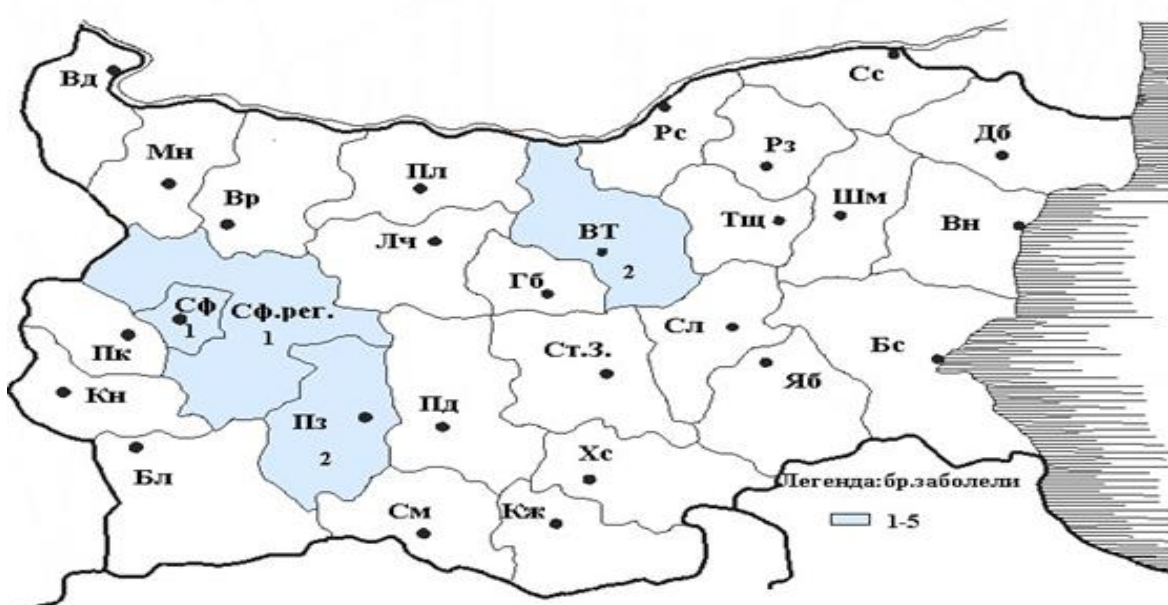 Вд
Сс
Рс
Дб
Мн
Рз
Пл
Вр
Шм
Тщ
Вн
ВТ
Лч
2
Гб
Сф
1
Сф.рег.
1
Сл
Пк
Ст.З.
Бс
Яб
Кн
Пз
Пд
2
Хс
Бл
Легенда:бр.заболели
См
Кж
1-5